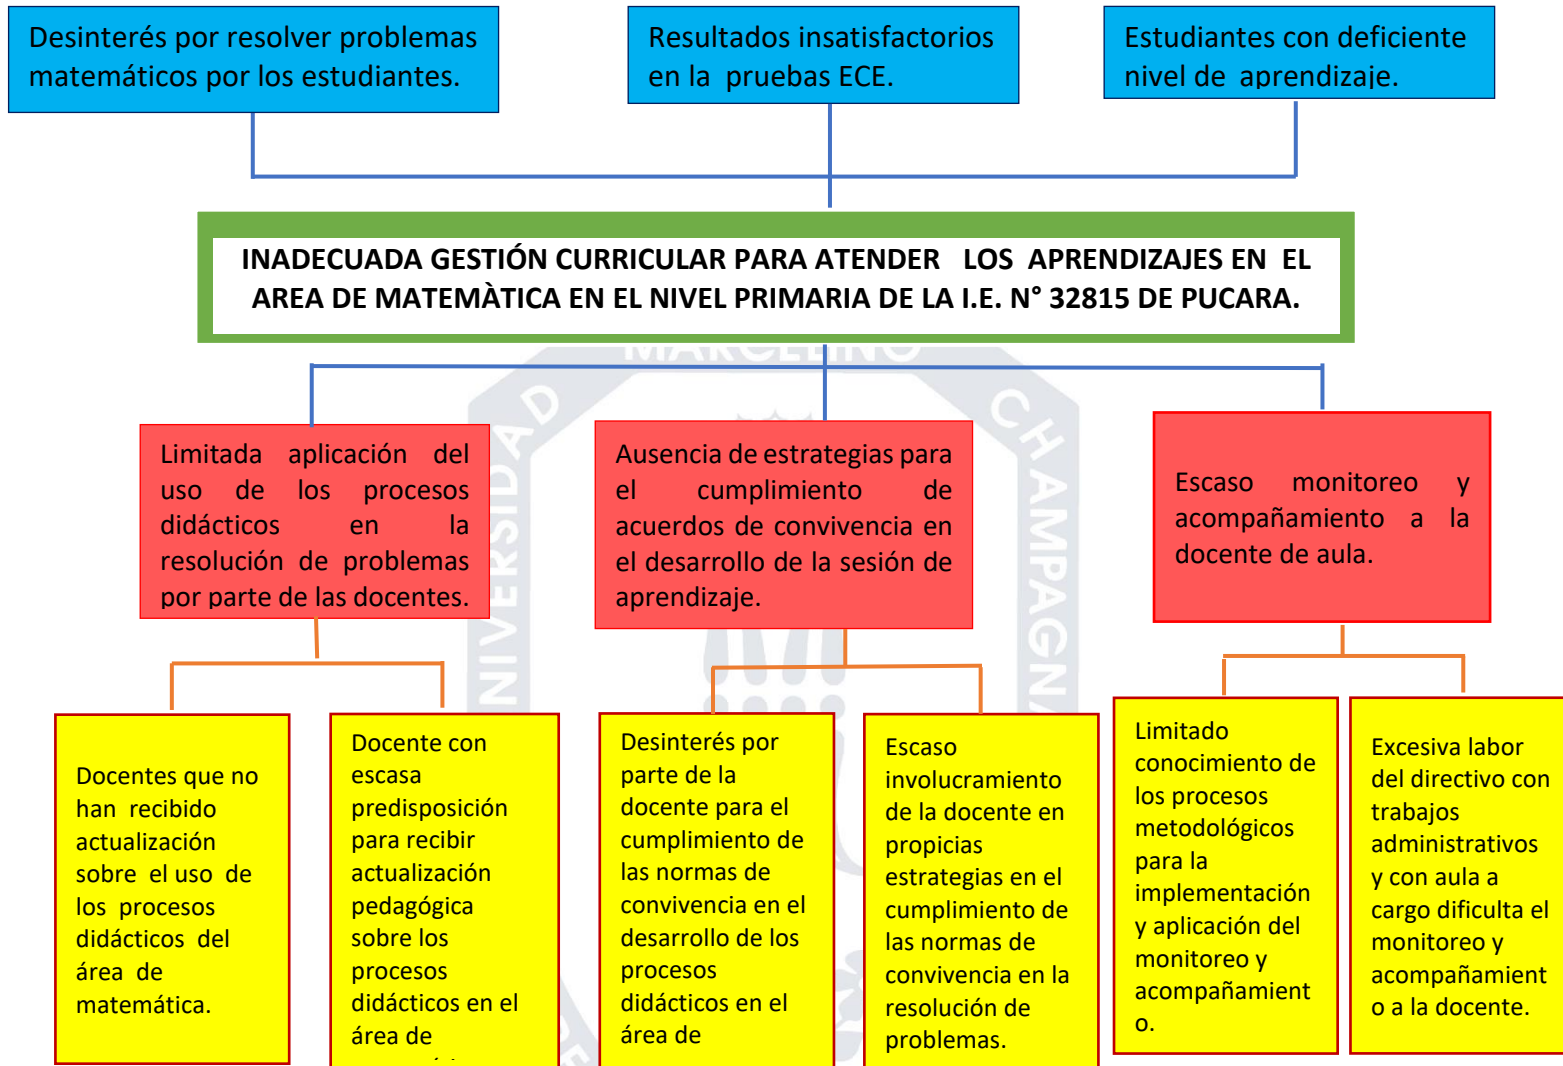 Desinterés por resolver problemas
matemáticos por los estudiantes.
Resultados insatisfactorios
en la pruebas ECE.
Estudiantes con deficiente
nivel de aprendizaje.
INADECUADA GESTIÓN CURRICULAR PARA ATENDER LOS APRENDIZAJES EN EL
AREA DE MATEMÀTICA EN EL NIVEL PRIMARIA DE LA I.E. N° 32815 DE PUCARA.
MARCELINO
CHAMPAGN
NIVERSIDAD
Limitada aplicación del
uso de los procesos
didácticos en la
resolución de problemas
por parte de las docentes.
Ausencia de estrategias para
el cumplimiento de
acuerdos de convivencia en
el desarrollo de la sesión de
aprendizaje.
Escaso monitoreo y
acompañamiento a la
docente de aula.
Docentes que no
han recibido
actualización
sobre el uso de
los procesos
didácticos del
área de
matemática.
Docente con
escasa
predisposición
para recibir
actualización
pedagógica
sobre los
procesos
didácticos en el
área de
Desinterés por
parte de la
docente para el
cumplimiento de
las normas de
convivencia en el
desarrollo de los
procesos
didácticos en el
área de
Escaso
involucramiento
de la docente en
propicias
estrategias en el
cumplimiento de
las normas de
convivencia en la
resolución de
problemas.
Limitado
conocimiento de
los procesos
metodológicos
para la
implementación
y aplicación del
monitoreo y
acompañamient
o.
Excesiva labor
del directivo con
trabajos
administrativos
y con aula a
cargo dificulta el
monitoreo y
acompañamient
o a la docente.